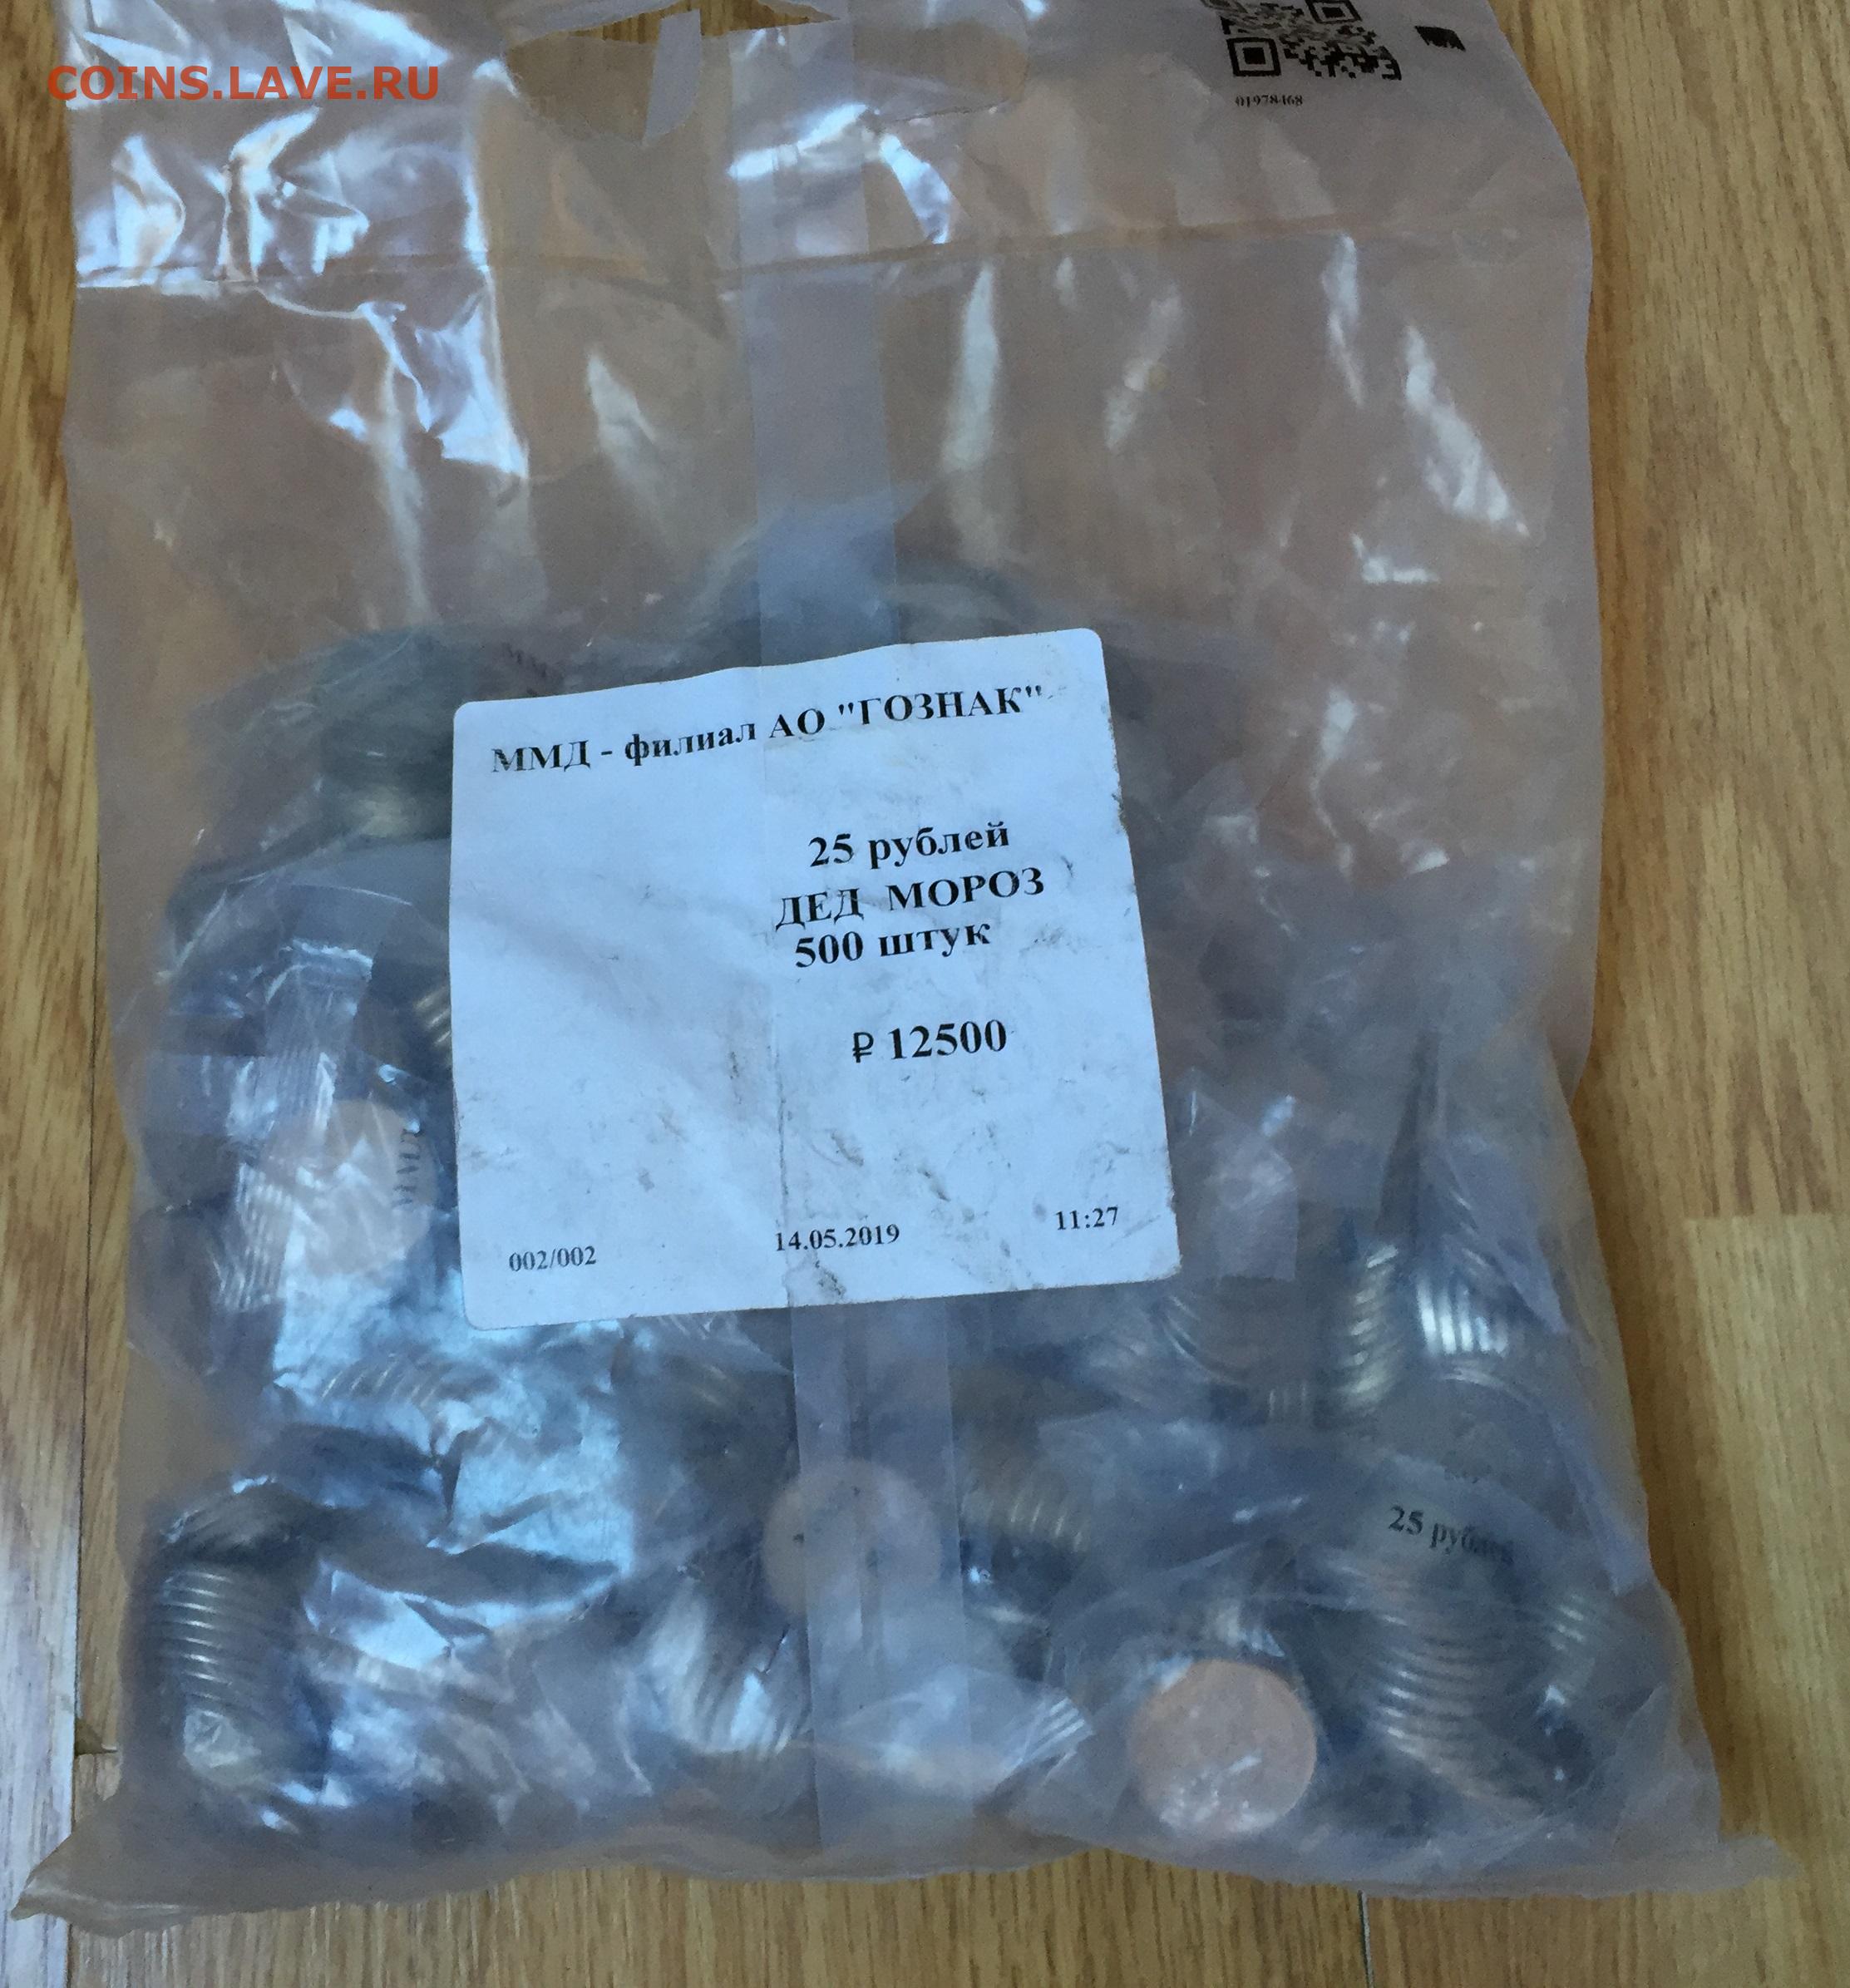 COINS.LAVE.RU
01978468
ММД - филиал АО "ГОЗНАК"
25 рублей
ДЕД МОРОЗ
500 штук
₽ 12500
002/002 14.05.2019 11:27
ММД
25 рублей